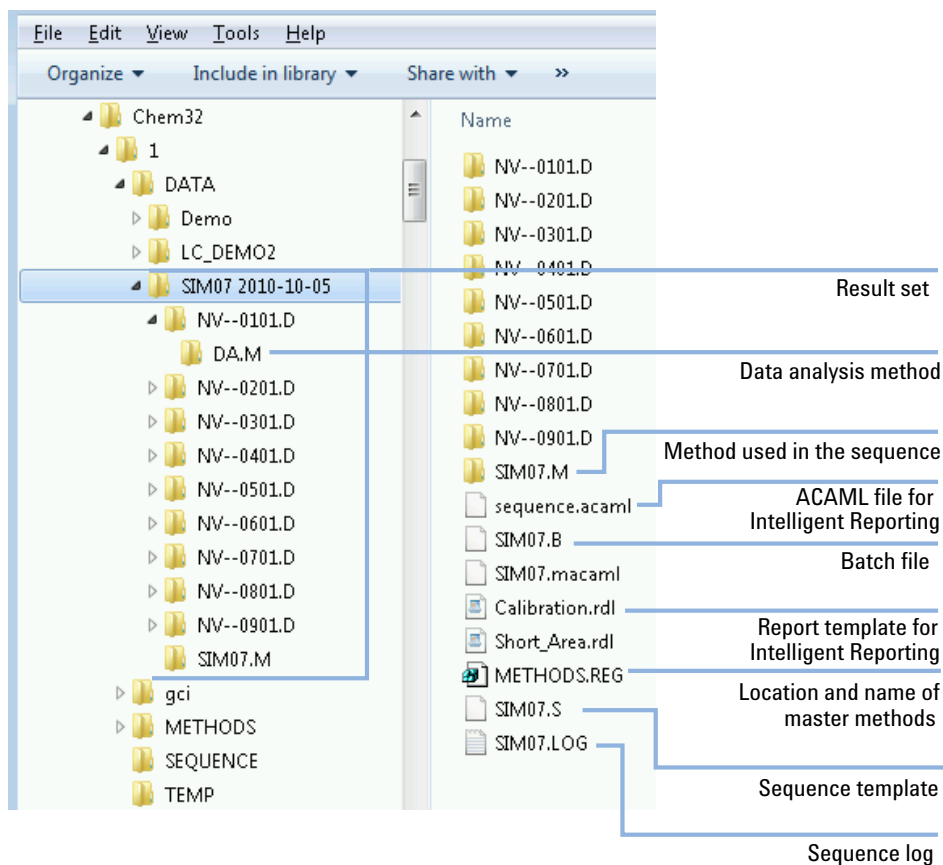 File Edit View Tools Help
Organize Include in library Share with »
Chem32
1
DATA
Demo
LC_DEMO2
SIM07 2010-10-05
NV--0101.D
DA.M
NV--0201.D
NV--0301.D
NV--0401.D
NV--0501.D
NV--0601.D
NV--0701.D
NV--0801.D
NV--0901.D
SIM07.M
gci
METHODS
SEQUENCE
TEMP
Name
NV--0101.D
NV--0201.D
NV--0301.D
NV--0401.D
NV--0501.D
NV--0601.D
NV--0701.D
NV--0801.D
NV--0901.D
SIM07.M
sequence.acaml
SIM07.B
SIM07.macaml
Calibration.rdl
Short_Area.rdl
METHODS.REG
SIM07.S
SIM07.LOG
Result set
Data analysis method
Method used in the sequence
ACAML file for
Intelligent Reporting
Batch file
Report template for
Intelligent Reporting
Location and name of
master methods
Sequence template
Sequence log